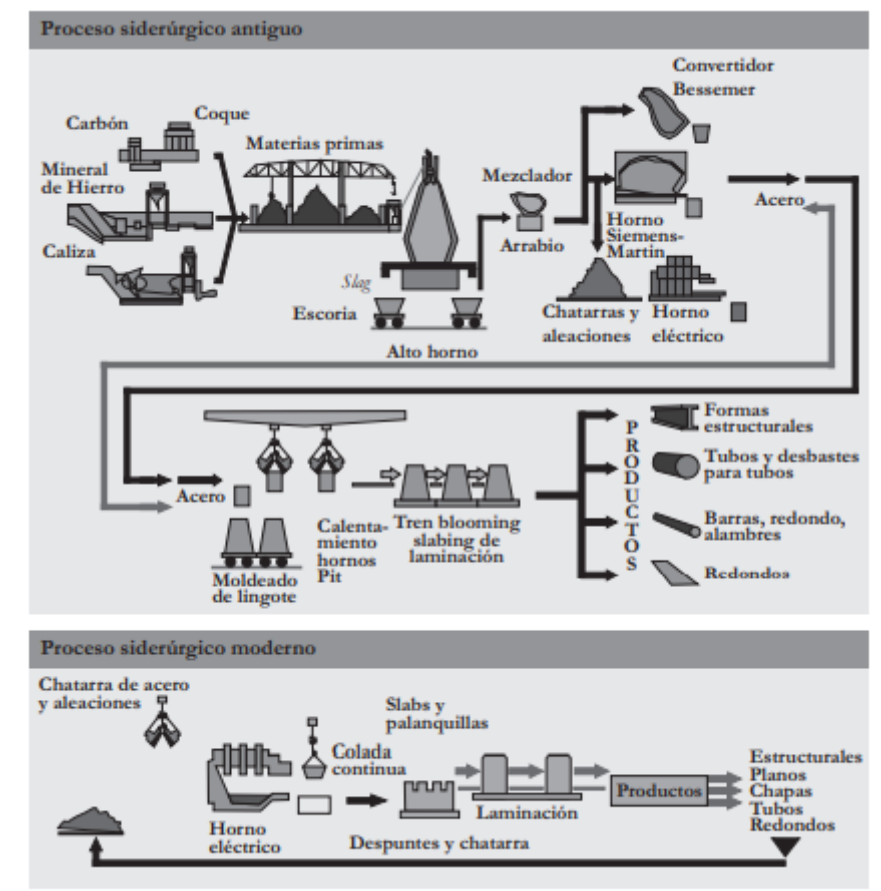 Proceso siderúrgico antiguo
Convertidor
Bessemer
Coque
Carbón
Materias primas
Mineral
de Hierro
Mezclador
Acero
Caliza
Arrabio
Horno
Siemens-
Martin
Slag
Escoria
Chatarras y
aleaciones
Horno
eléctrico
Alto horno
PRODUCTOS
Formas
estructurales
Tubos y desbastes
para tubos
Acero
Barras, redondo,
alambres
Calenta-
miento
hornos
Pit
Tren blooming
slabing de
laminación
Moldeado
de lingote
Redondos
Proceso siderúrgico moderno
Chatarra de acero
y aleaciones
Slabs y
palanquillas
Colada
continua
Estructurales
Planos
Chapas
Tubos
Redondos
Productos
Laminación
Horno
eléctrico
Despuntes y chatarra